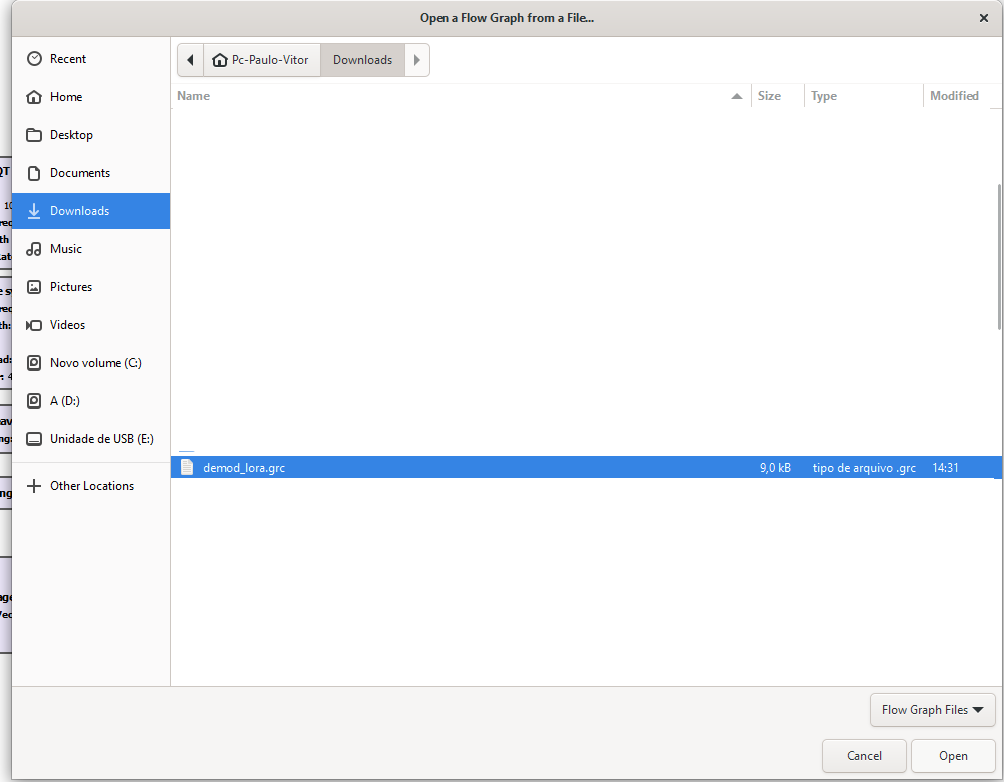 Open a Flow Graph from a File...
Recent
Home
Desktop
Documents
Downloads
Music
Pictures
Videos
Novo volume (C:)
A (D:)
Unidade de USB (E:)
Other Locations
Pc-Paulo-Vitor Downloads
Name Size Type Modified
demod_lora.grc 9,0 kB tipo de arquivo .grc 14:31
Flow Graph Files
Cancel Open